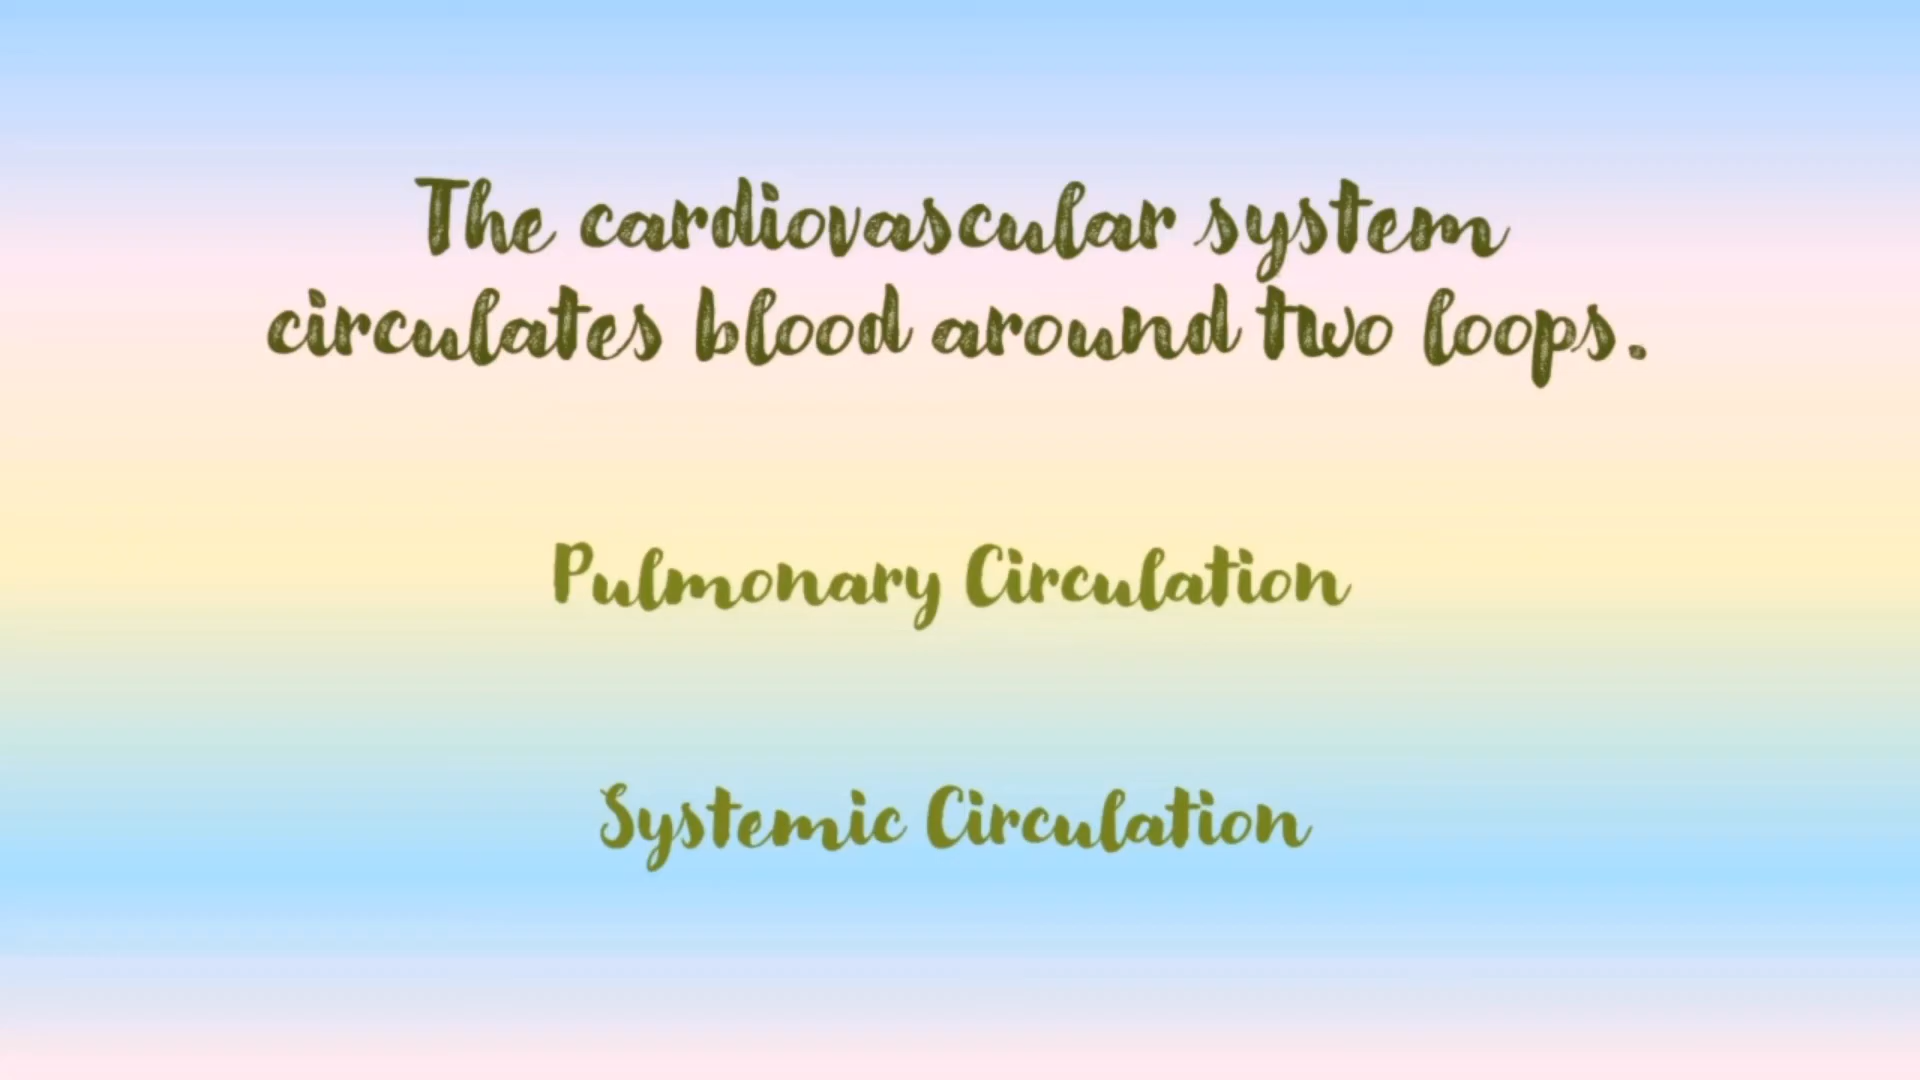 The cardiovascular system
circulates blood around two loops.
Pulmonary Circulation
Systemic Circulation